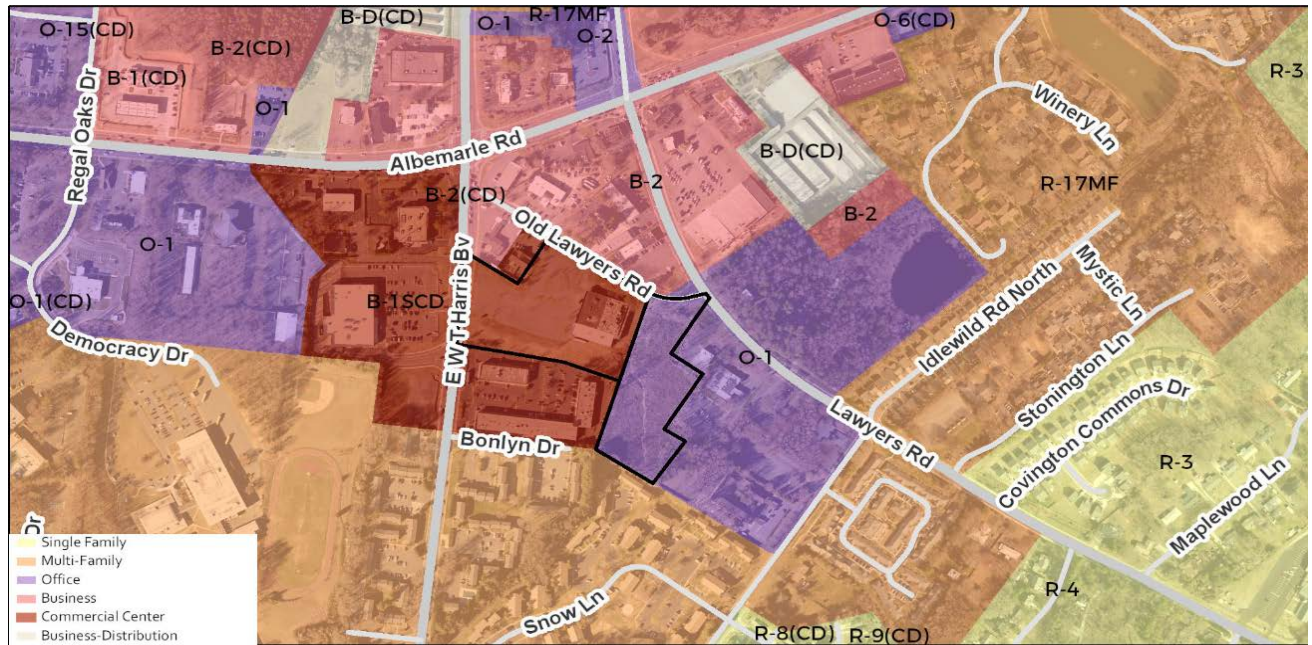 O-15(CD)
B-2(CD)
B-D(CD)
O-1
R-17MF
O-2
O-6(CD)
R-3
B-1(CD)
O-1
Regal Oaks Dr
Albemarle Rd
Winery Ln
B-D(CD)
R-17MF
B-2(CD)
B-2
B-2
O-1
Old Lawyers Rd
O-1(CD)
B-1SCD
E W T Harris Bv
Mystic Ln
Idlewild Rd North
Democracy Dr
O-1
Stonington Ln
Covington Commons Dr
Lawyers Rd
Bonlyn Dr
R-3
Maplewood Ln
Dr
Single Family
Multi-Family
Office
Business
Commercial Center
Business-Distribution
Snow Ln
R-4
R-8(CD)
R-9(CD)